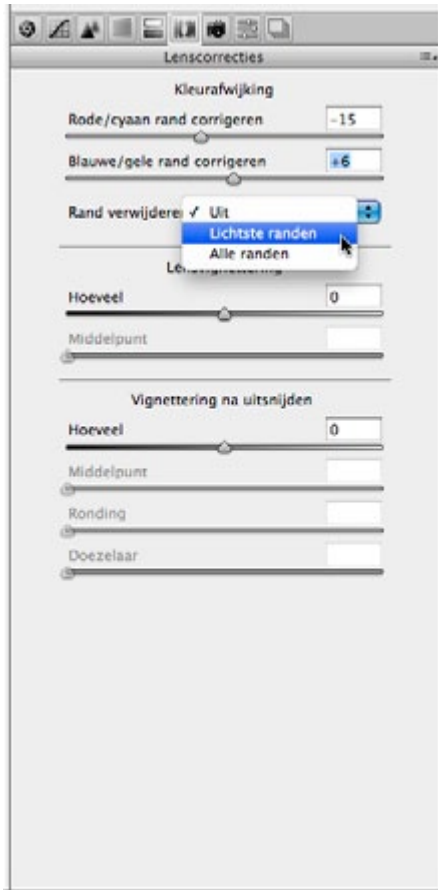 Lenscorrecties
Kleurafwijking
Rode/cyaan rand corrigeren -15
Blauwe/gele rand corrigeren +6
Rand verwijderen ✓ Uit
Lichtste randen
Alle randen
Lensvignettering
Hoeveel 0
Middelpunt
Vignettering na uitsnijden
Hoeveel 0
Middelpunt
Ronding
Doezelaar